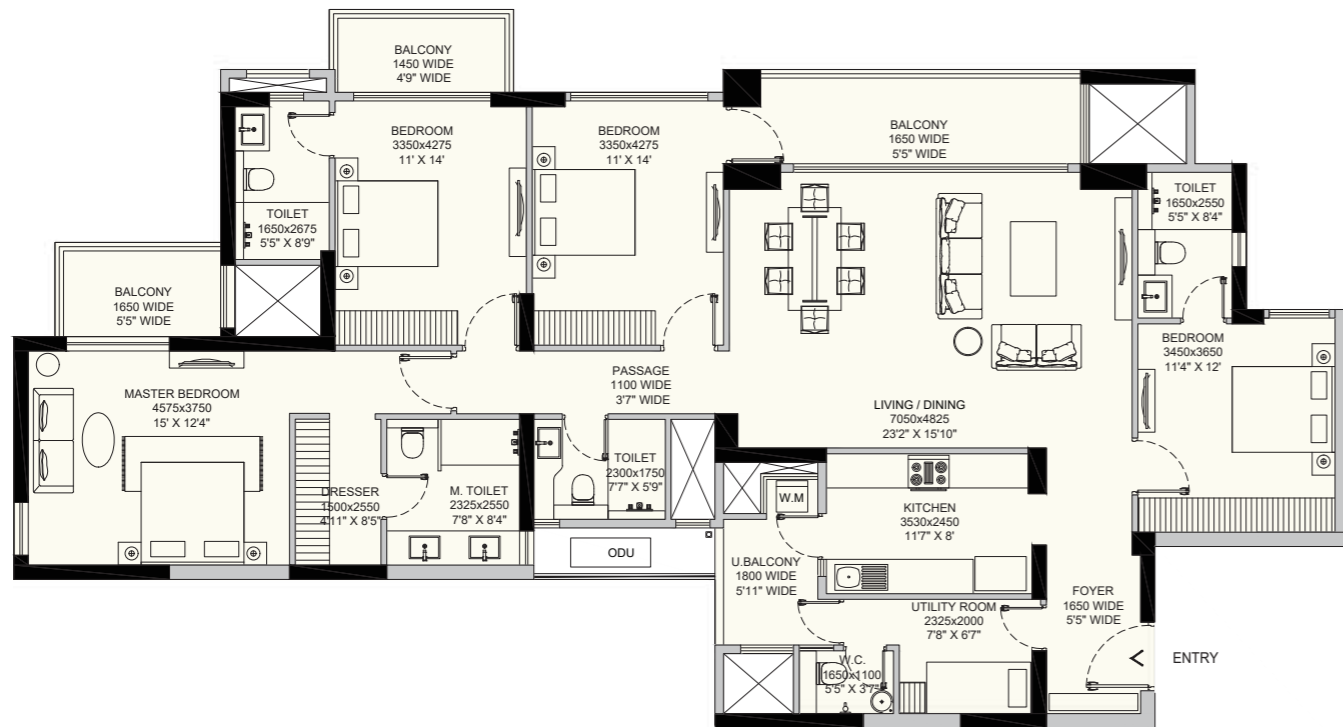 BALCONY
1450 WIDE
4'9" WIDE
BEDROOM
3350x4275
11' X 14'
BEDROOM
3350x4275
11' X 14'
BALCONY
1650 WIDE
5'5" WIDE
TOILET
1650x2675
5'5" X 8'9"
TOILET
1650x2550
5'5" X 8'4"
BALCONY
1650 WIDE
5'5" WIDE
MASTER BEDROOM
4575x3750
15' X 12'4"
PASSAGE
1100 WIDE
3'7" WIDE
LIVING / DINING
7050x4825
23'2" X 15'10"
BEDROOM
3450x3650
11'4" X 12'
DRESSER
1500x2550
4'11" X 8'5"
M. TOILET
2325x2550
7'8" X 8'4"
TOILET
2300x1750
7'7" X 5'9"
W.M
KITCHEN
3530x2450
11'7" X 8'
ODU
U.BALCONY
1800 WIDE
5'11" WIDE
UTILITY ROOM
2325x2000
7'8" X 6'7"
FOYER
1650 WIDE
5'5" WIDE
W.C.
1650x1100
5'5" X 3'7"
ENTRY